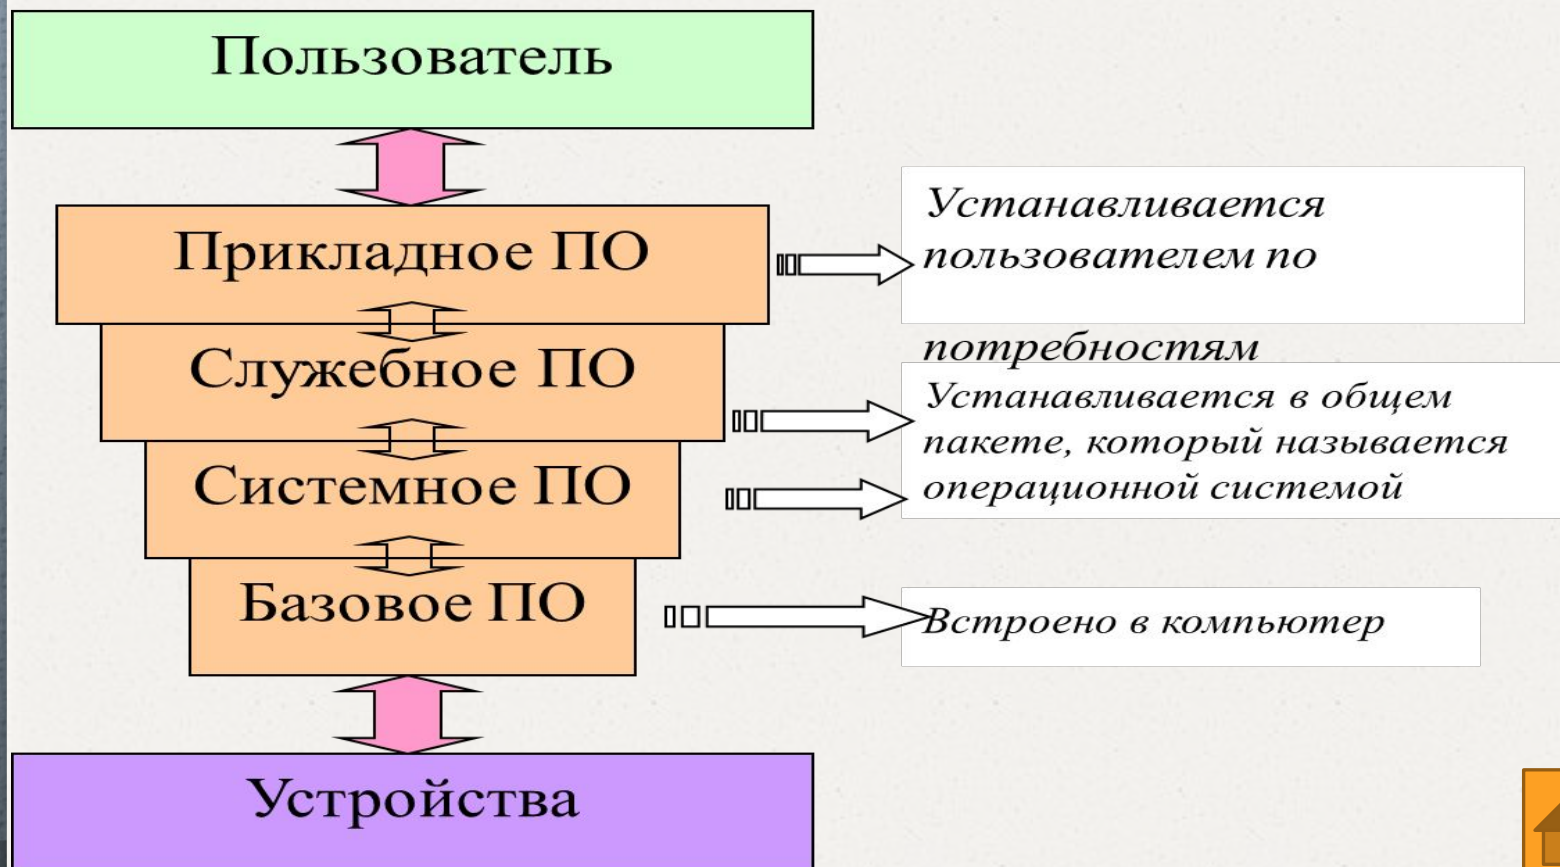 Пользователь
Прикладное ПО
Устанавливается
пользователем по
потребностям
Служебное ПО
Устанавливается в общем
пакете, который называется
операционной системой
Системное ПО
Базовое ПО
Встроено в компьютер
Устройства